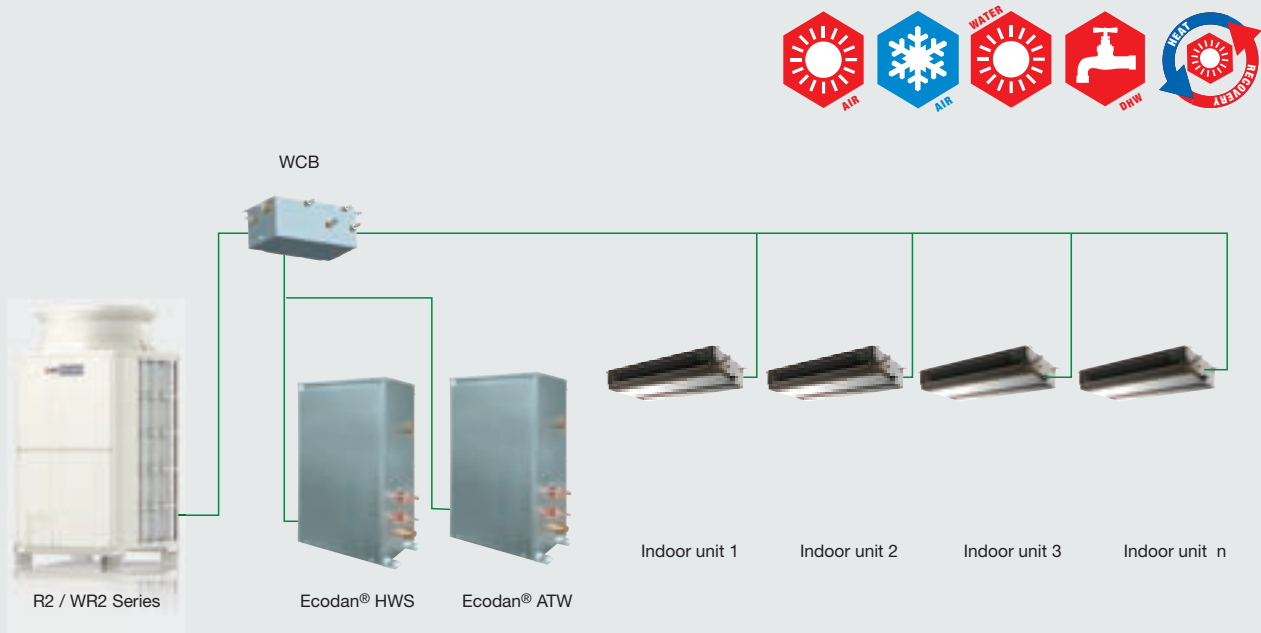 WATER
HEAT
AIR
AIR
DHW
RECOVERY
WCB
Indoor unit 1
Indoor unit 2
Indoor unit 3
Indoor unit n
R2 / WR2 Series
Ecodan® HWS
Ecodan® ATW